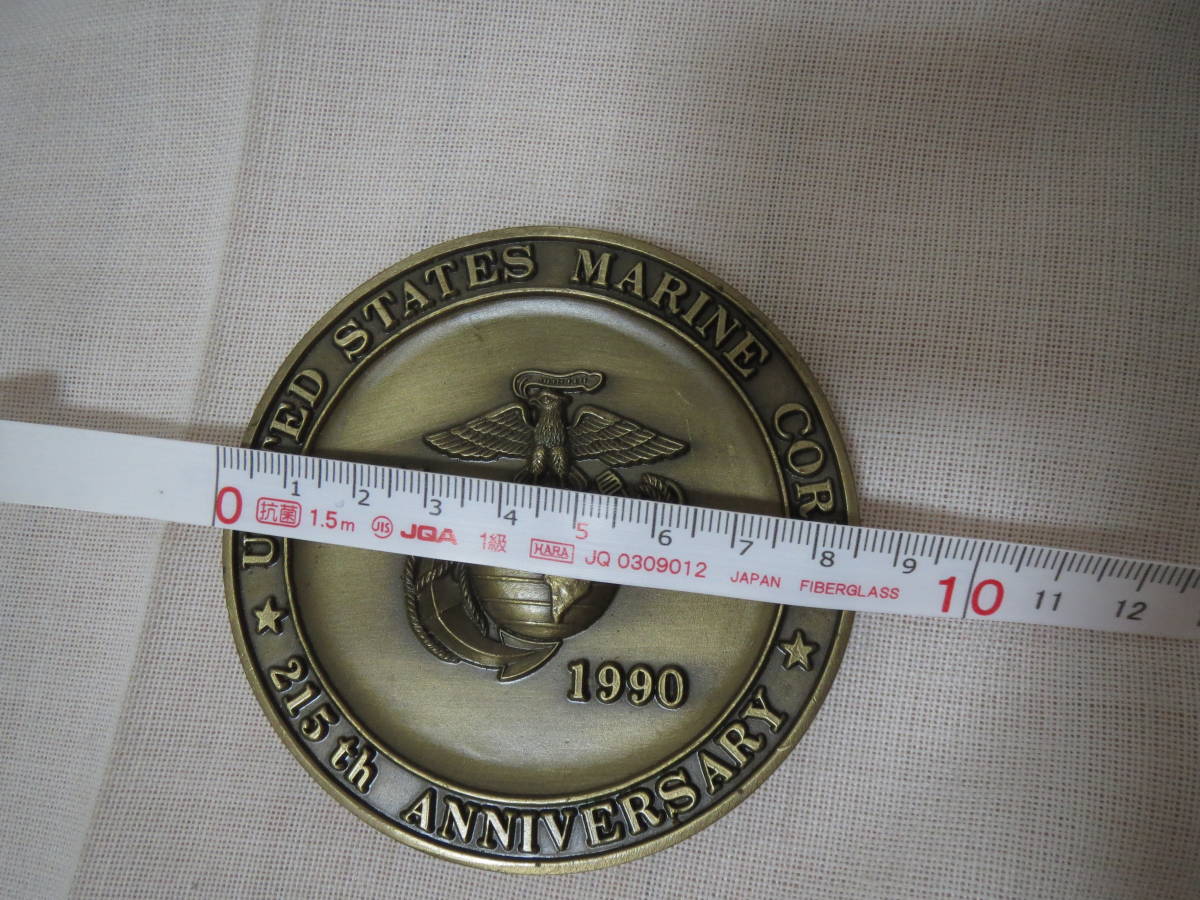 UNITED STATES MARINE CORPS
0 1 2 3 4 5 6 7 8 9 10 11 12
抗菌 1.5m JIS JQA 1級 HARA JQ 0309012 JAPAN FIBERGLASS
1990
215th ANNIVERSARY